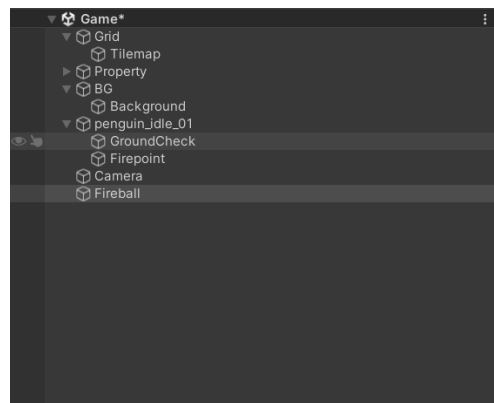 Game*
Grid
Tilemap
Property
BG
Background
penguin_idle_01
GroundCheck
Firepoint
Camera
Fireball